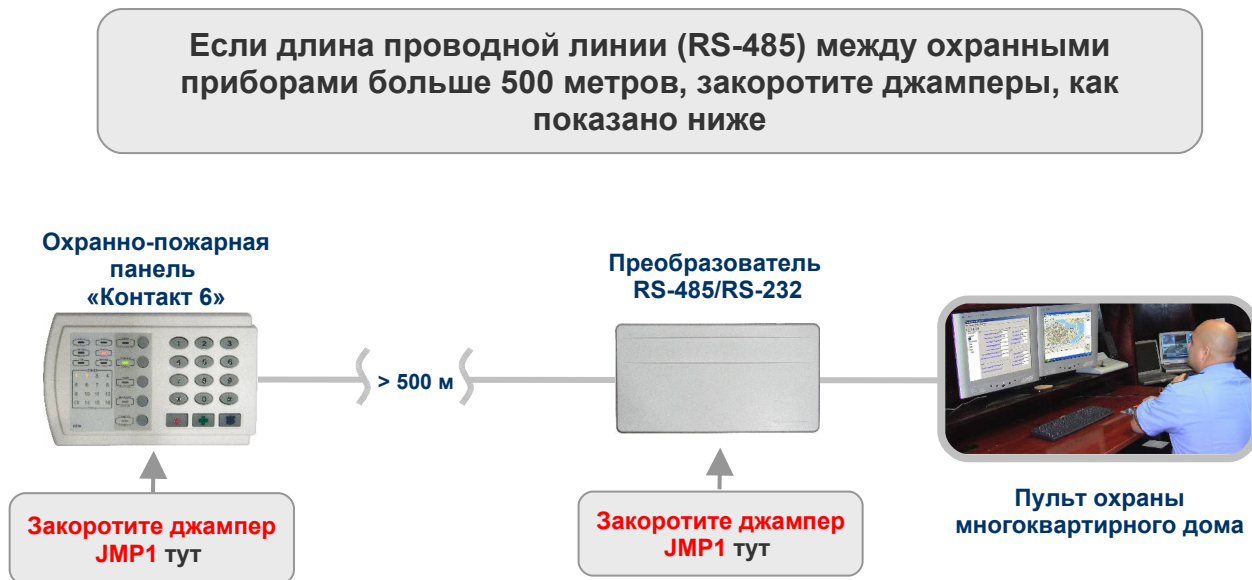 Если длина проводной линии (RS-485) между охранными
приборами больше 500 метров, закоротите джамперы, как
показано ниже
Охранно-пожарная
панель
«Контакт 6»
Преобразователь
RS-485/RS-232
> 500 м
Закоротите джампер
JMP1 тут
Закоротите джампер
JMP1 тут
Пульт охраны
многоквартирного дома